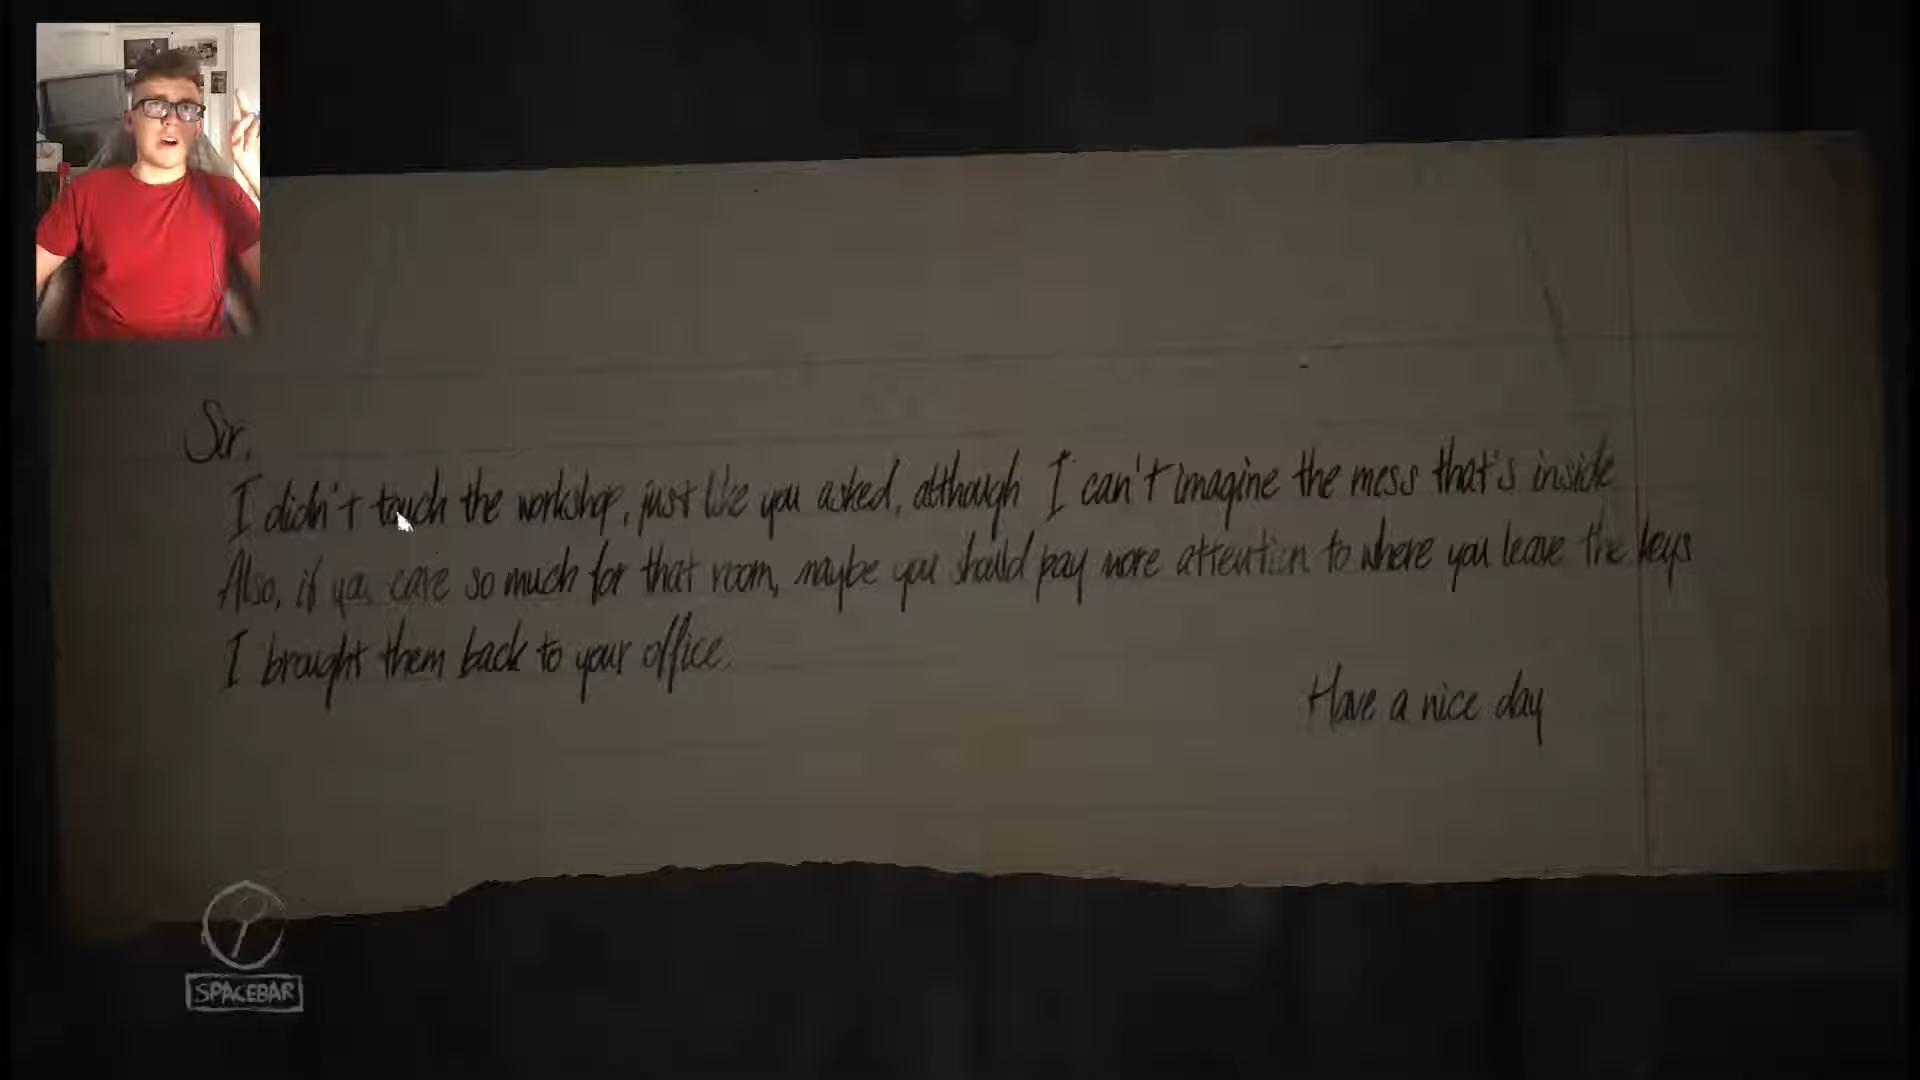 Sir,
I didn't touch the workshop, just like you asked, although I can't imagine the mess that's inside
Also, if you care so much for that room, maybe you should pay more attention to where you leave the keys
I brought them back to your office.
Have a nice day
SPACEBAR